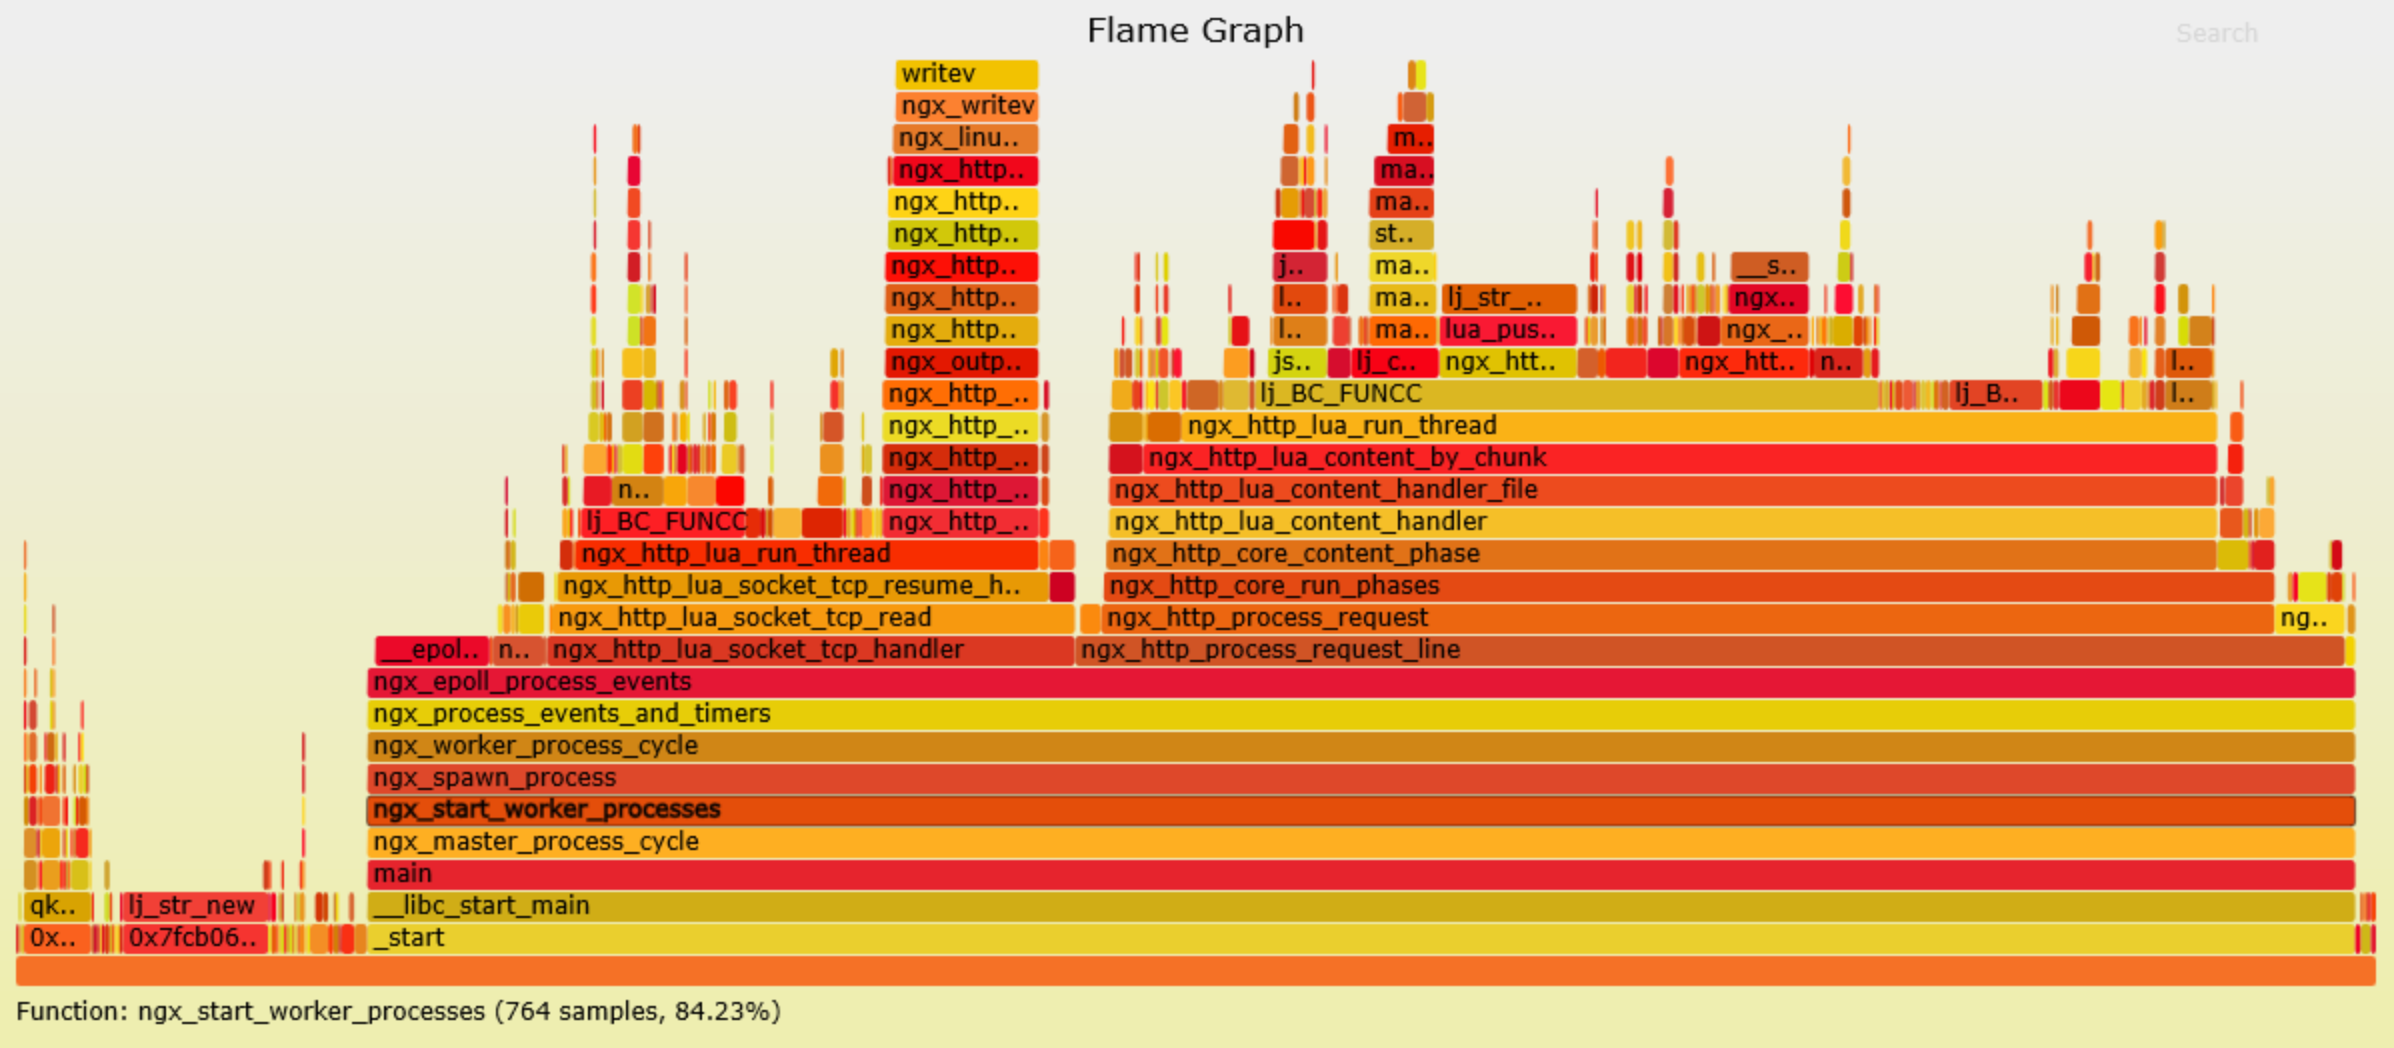 Flame Graph
Search
writev
ngx_writev
ngx_linu.. m..
ngx_http.. ma..
ngx_http.. ma..
ngx_http.. st..
ngx_http.. j.. ma.. __s..
ngx_http.. l.. ma.. lj_str_.. ngx..
ngx_http.. l.. ma.. lua_pus.. ngx_..
ngx_outp.. js.. lj_c.. ngx_htt.. ngx_htt.. n.. l..
ngx_http_.. lj_BC_FUNCC lj_B.. l..
ngx_http_.. ngx_http_lua_run_thread
ngx_http_.. ngx_http_lua_content_by_chunk
n.. ngx_http_.. ngx_http_lua_content_handler_file
lj_BC_FUNCC ngx_http_.. ngx_http_lua_content_handler
ngx_http_lua_run_thread ngx_http_core_content_phase
ngx_http_lua_socket_tcp_resume_h.. ngx_http_core_run_phases
ngx_http_lua_socket_tcp_read ngx_http_process_request ng..
__epol.. n.. ngx_http_lua_socket_tcp_handler ngx_http_process_request_line
ngx_epoll_process_events
ngx_process_events_and_timers
ngx_worker_process_cycle
ngx_spawn_process
ngx_start_worker_processes
ngx_master_process_cycle
main
qk.. lj_str_new __libc_start_main
0x.. 0x7fcb06.. _start
Function: ngx_start_worker_processes (764 samples, 84.23%)